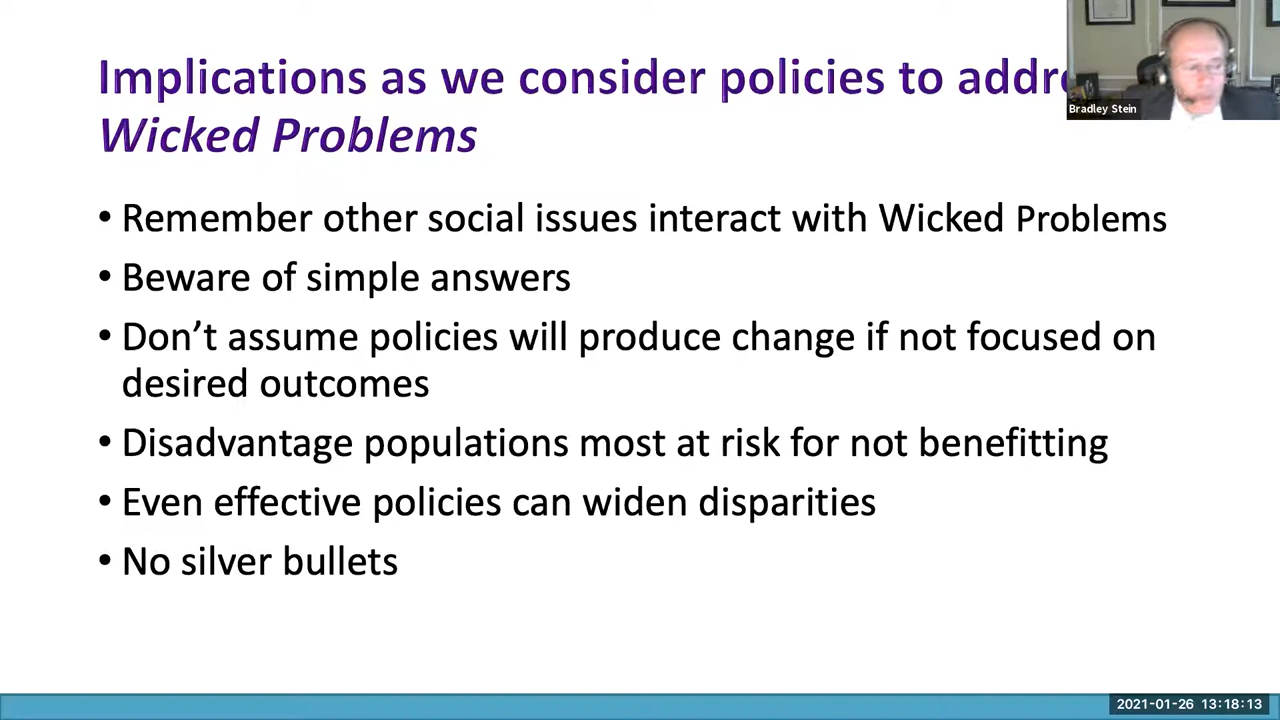 Implications as we consider policies to
Wicked Problems
Bradley Stein
• Remember other social issues interact with Wicked Problems
• Beware of simple answers
• Don’t assume policies will produce change if not focused on
desired outcomes
• Disadvantage populations most at risk for not benefitting
• Even effective policies can widen disparities
• No silver bullets
2021-01-26 13:18:13